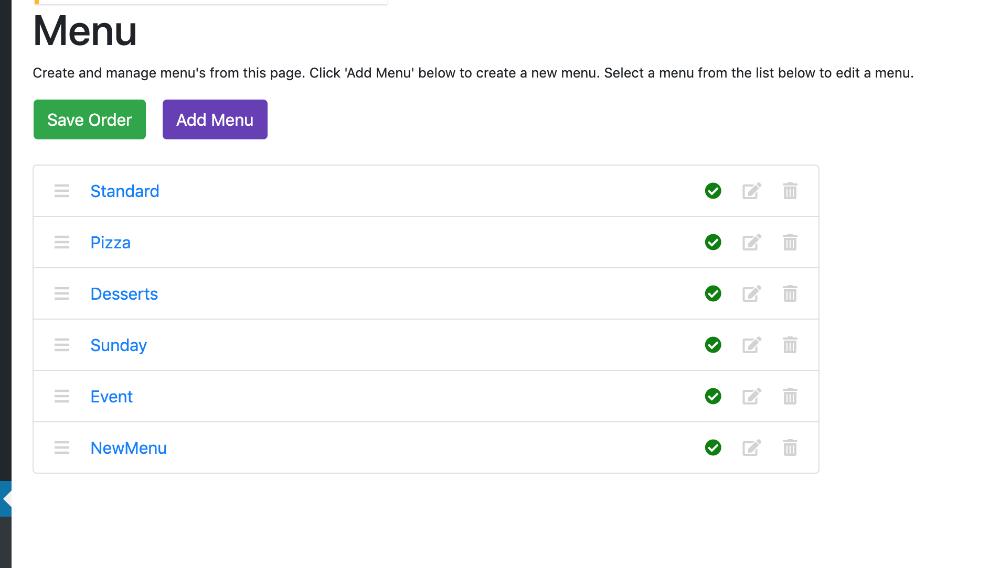 Menu
Create and manage menu's from this page. Click 'Add Menu' below to create a new menu. Select a menu from the list below to edit a menu.
Save Order
Add Menu
Standard
Pizza
Desserts
Sunday
Event
NewMenu